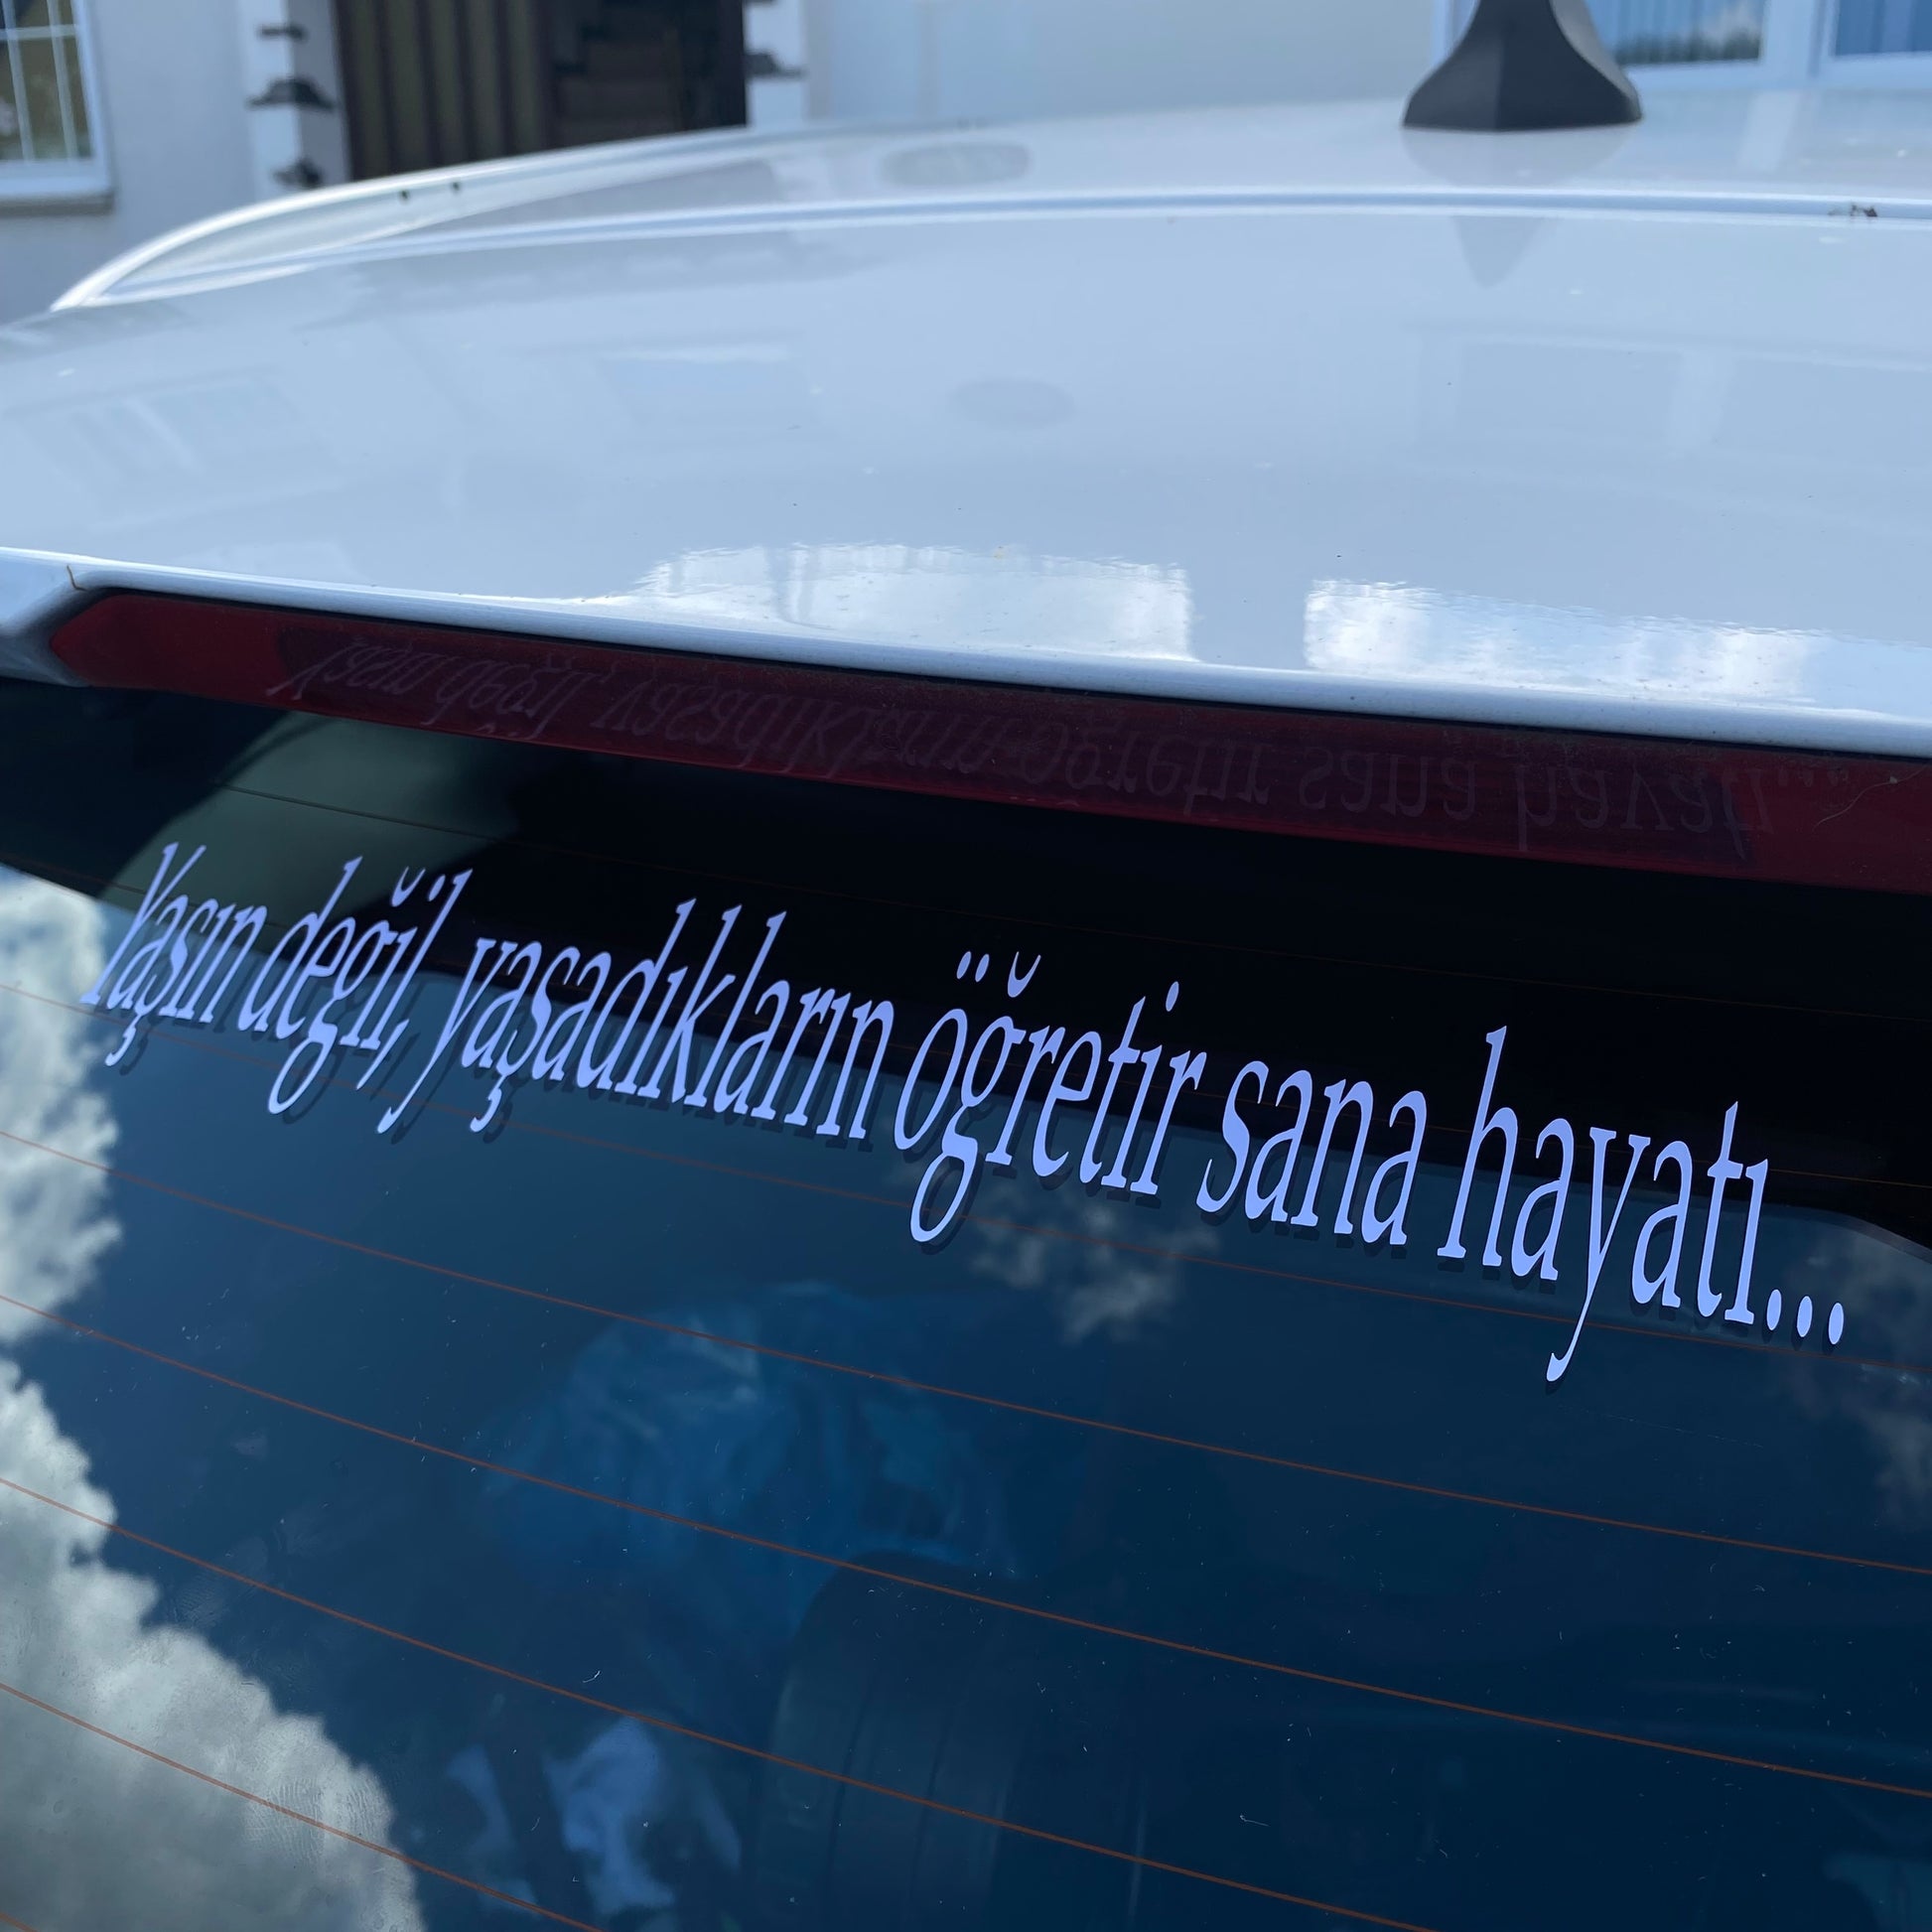 Yaşın değil, yaşadıkların öğretir sana hayatı...